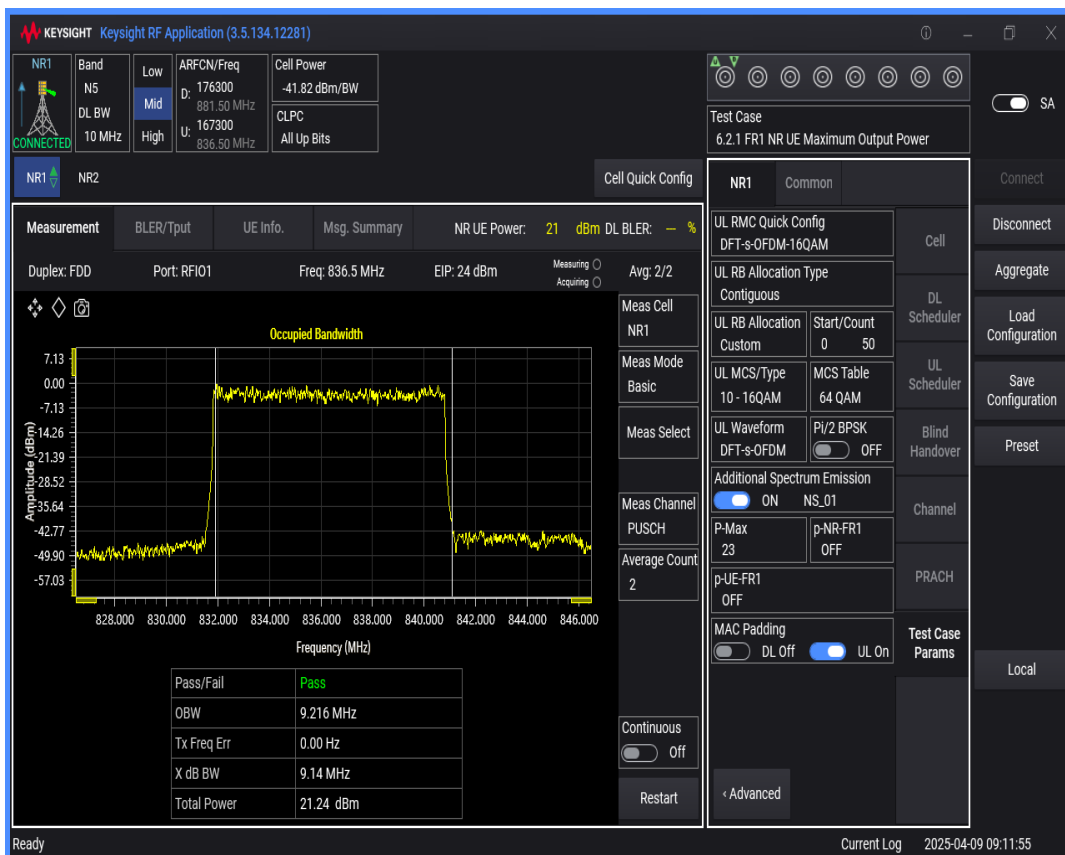 KEYSIGHT Keysight RF Application (3.5.134.12281)
NR1
CONNECTED
Band
N5
DL BW
10 MHz
Low
Mid
High
ARFCN/Freq
D: 176300
881.50 MHz
U: 167300
836.50 MHz
Cell Power
-41.82 dBm/BW
CLPC
All Up Bits
Test Case
6.2.1 FR1 NR UE Maximum Output Power
SA
NR1 NR2 Cell Quick Config
Measurement BLER/Tput UE Info. Msg. Summary NR UE Power: 21 dBm DL BLER: -- %
Duplex: FDD Port: RFIO1 Freq: 836.5 MHz EIP: 24 dBm Measuring Acquiring Avg: 2/2
Occupied Bandwidth
Amplitude (dBm)
7.13
0.00
-7.13
-14.26
-21.39
-28.52
-35.64
-42.77
-49.90
-57.03
828.000 830.000 832.000 834.000 836.000 838.000 840.000 842.000 844.000 846.000
Frequency (MHz)
Pass/Fail Pass
OBW 9.216 MHz
Tx Freq Err 0.00 Hz
X dB BW 9.14 MHz
Total Power 21.24 dBm
Meas Cell
NR1
Meas Mode
Basic
Meas Select
Meas Channel
PUSCH
Average Count
2
Continuous
Off
Restart
NR1 Common
UL RMC Quick Config
DFT-s-OFDM-16QAM
UL RB Allocation Type
Contiguous
UL RB Allocation
Custom
Start/Count
0 50
UL MCS/Type
10 - 16QAM
MCS Table
64 QAM
UL Waveform
DFT-s-OFDM
Pi/2 BPSK
OFF
Additional Spectrum Emission
ON NS_01
P-Max
23
p-NR-FR1
OFF
p-UE-FR1
OFF
MAC Padding
DL Off UL On
‹ Advanced
Cell
DL
Scheduler
UL
Scheduler
Blind
Handover
Channel
PRACH
Test Case
Params
Connect
Disconnect
Aggregate
Load
Configuration
Save
Configuration
Preset
Local
Ready Current Log 2025-04-09 09:11:55